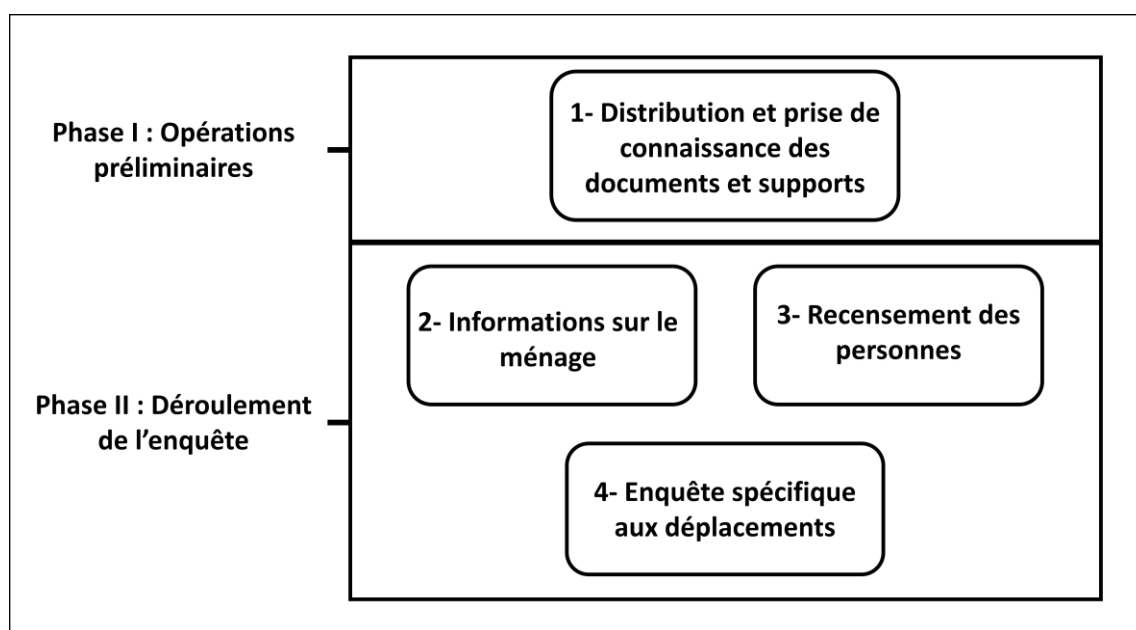 Phase I : Opérations
préliminaires
1- Distribution et prise de
connaissance des
documents et supports
Phase II : Déroulement
de l’enquête
2- Informations sur le
ménage
3- Recensement des
personnes
4- Enquête spécifique
aux déplacements